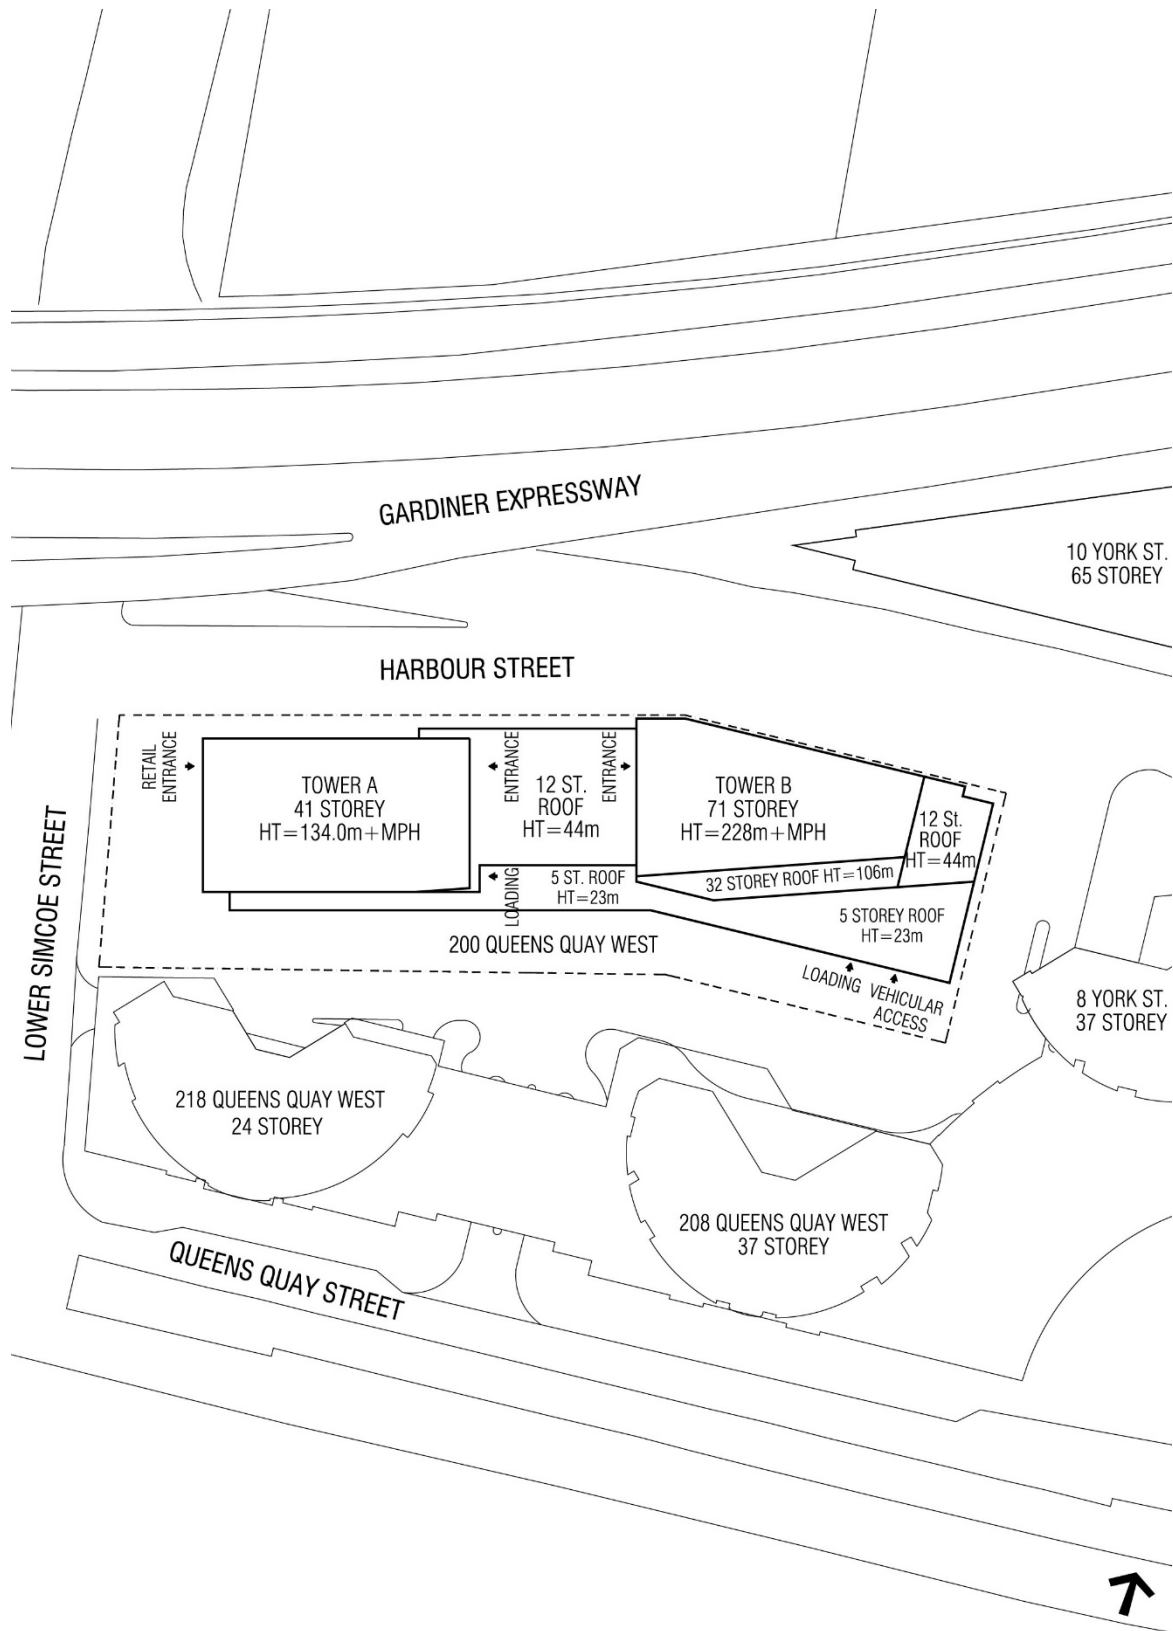 GARDINER EXPRESSWAY
10 YORK ST.
65 STOREY
HARBOUR STREET
RETAIL
ENTRANCE
TOWER A
41 STOREY
HT=134.0m+MPH
ENTRANCE
12 ST.
ROOF
HT=44m
ENTRANCE
TOWER B
71 STOREY
HT=228m+MPH
12 St.
ROOF
HT=44m
32 STOREY ROOF HT=106m
LOADING
5 ST. ROOF
HT=23m
5 STOREY ROOF
HT=23m
200 QUEENS QUAY WEST
LOADING
VEHICULAR
ACCESS
LOWER SIMCOE STREET
8 YORK ST.
37 STOREY
218 QUEENS QUAY WEST
24 STOREY
208 QUEENS QUAY WEST
37 STOREY
QUEENS QUAY STREET